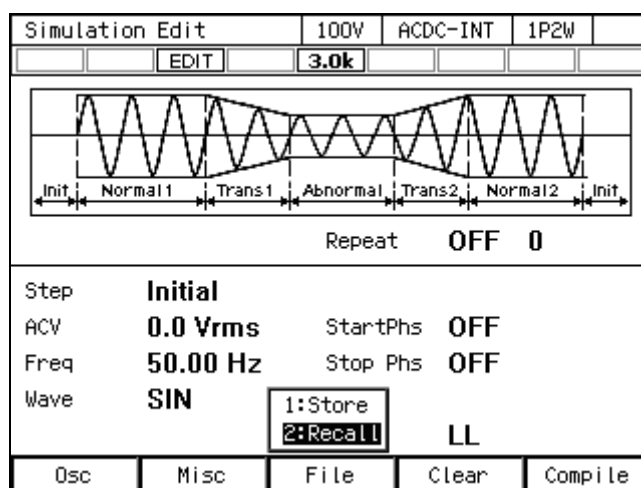 Simulation Edit 100V ACDC-INT 1P2W
EDIT 3.0k
Init Normal1 Trans1 Abnormal Trans2 Normal2 Init
Repeat OFF 0
Step Initial
ACV 0.0 Vrms StartPhs OFF
Freq 50.00 Hz Stop Phs OFF
Wave SIN
1:Store
2:Recall LL
Osc Misc File Clear Compile